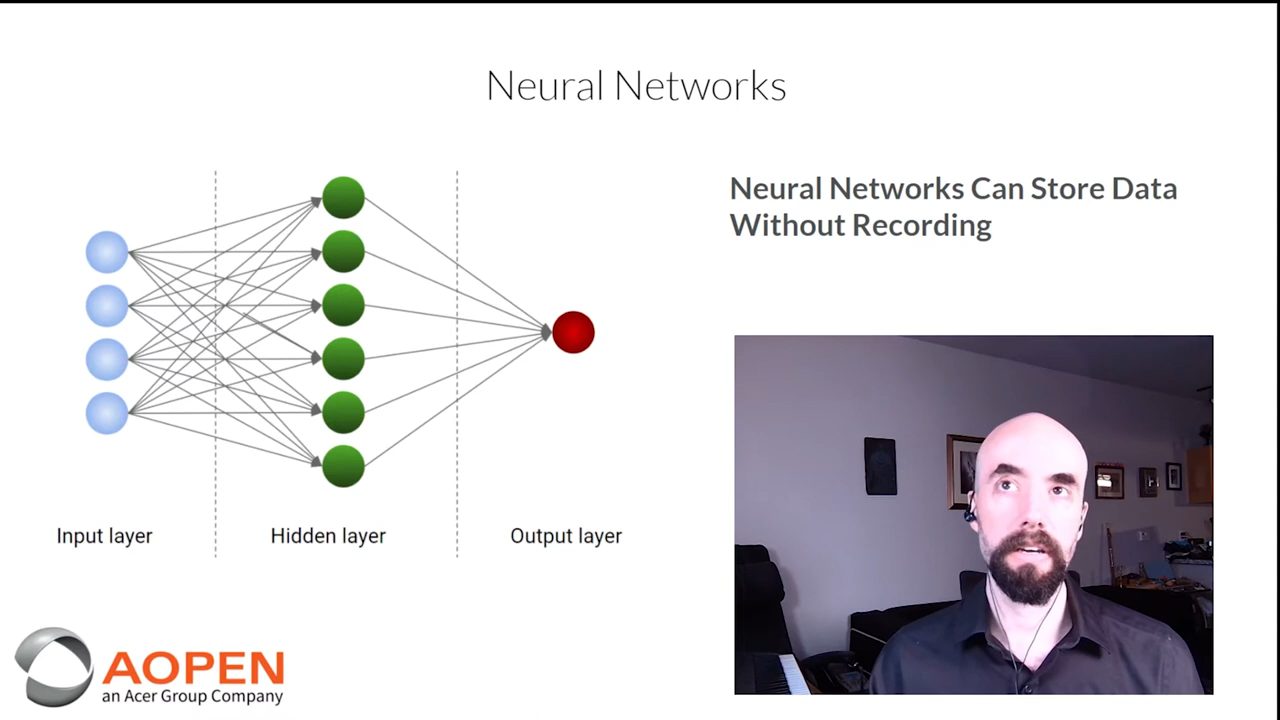 Neural Networks
Neural Networks Can Store Data
Without Recording
Input layer
Hidden layer
Output layer
AOPEN
an Acer Group Company